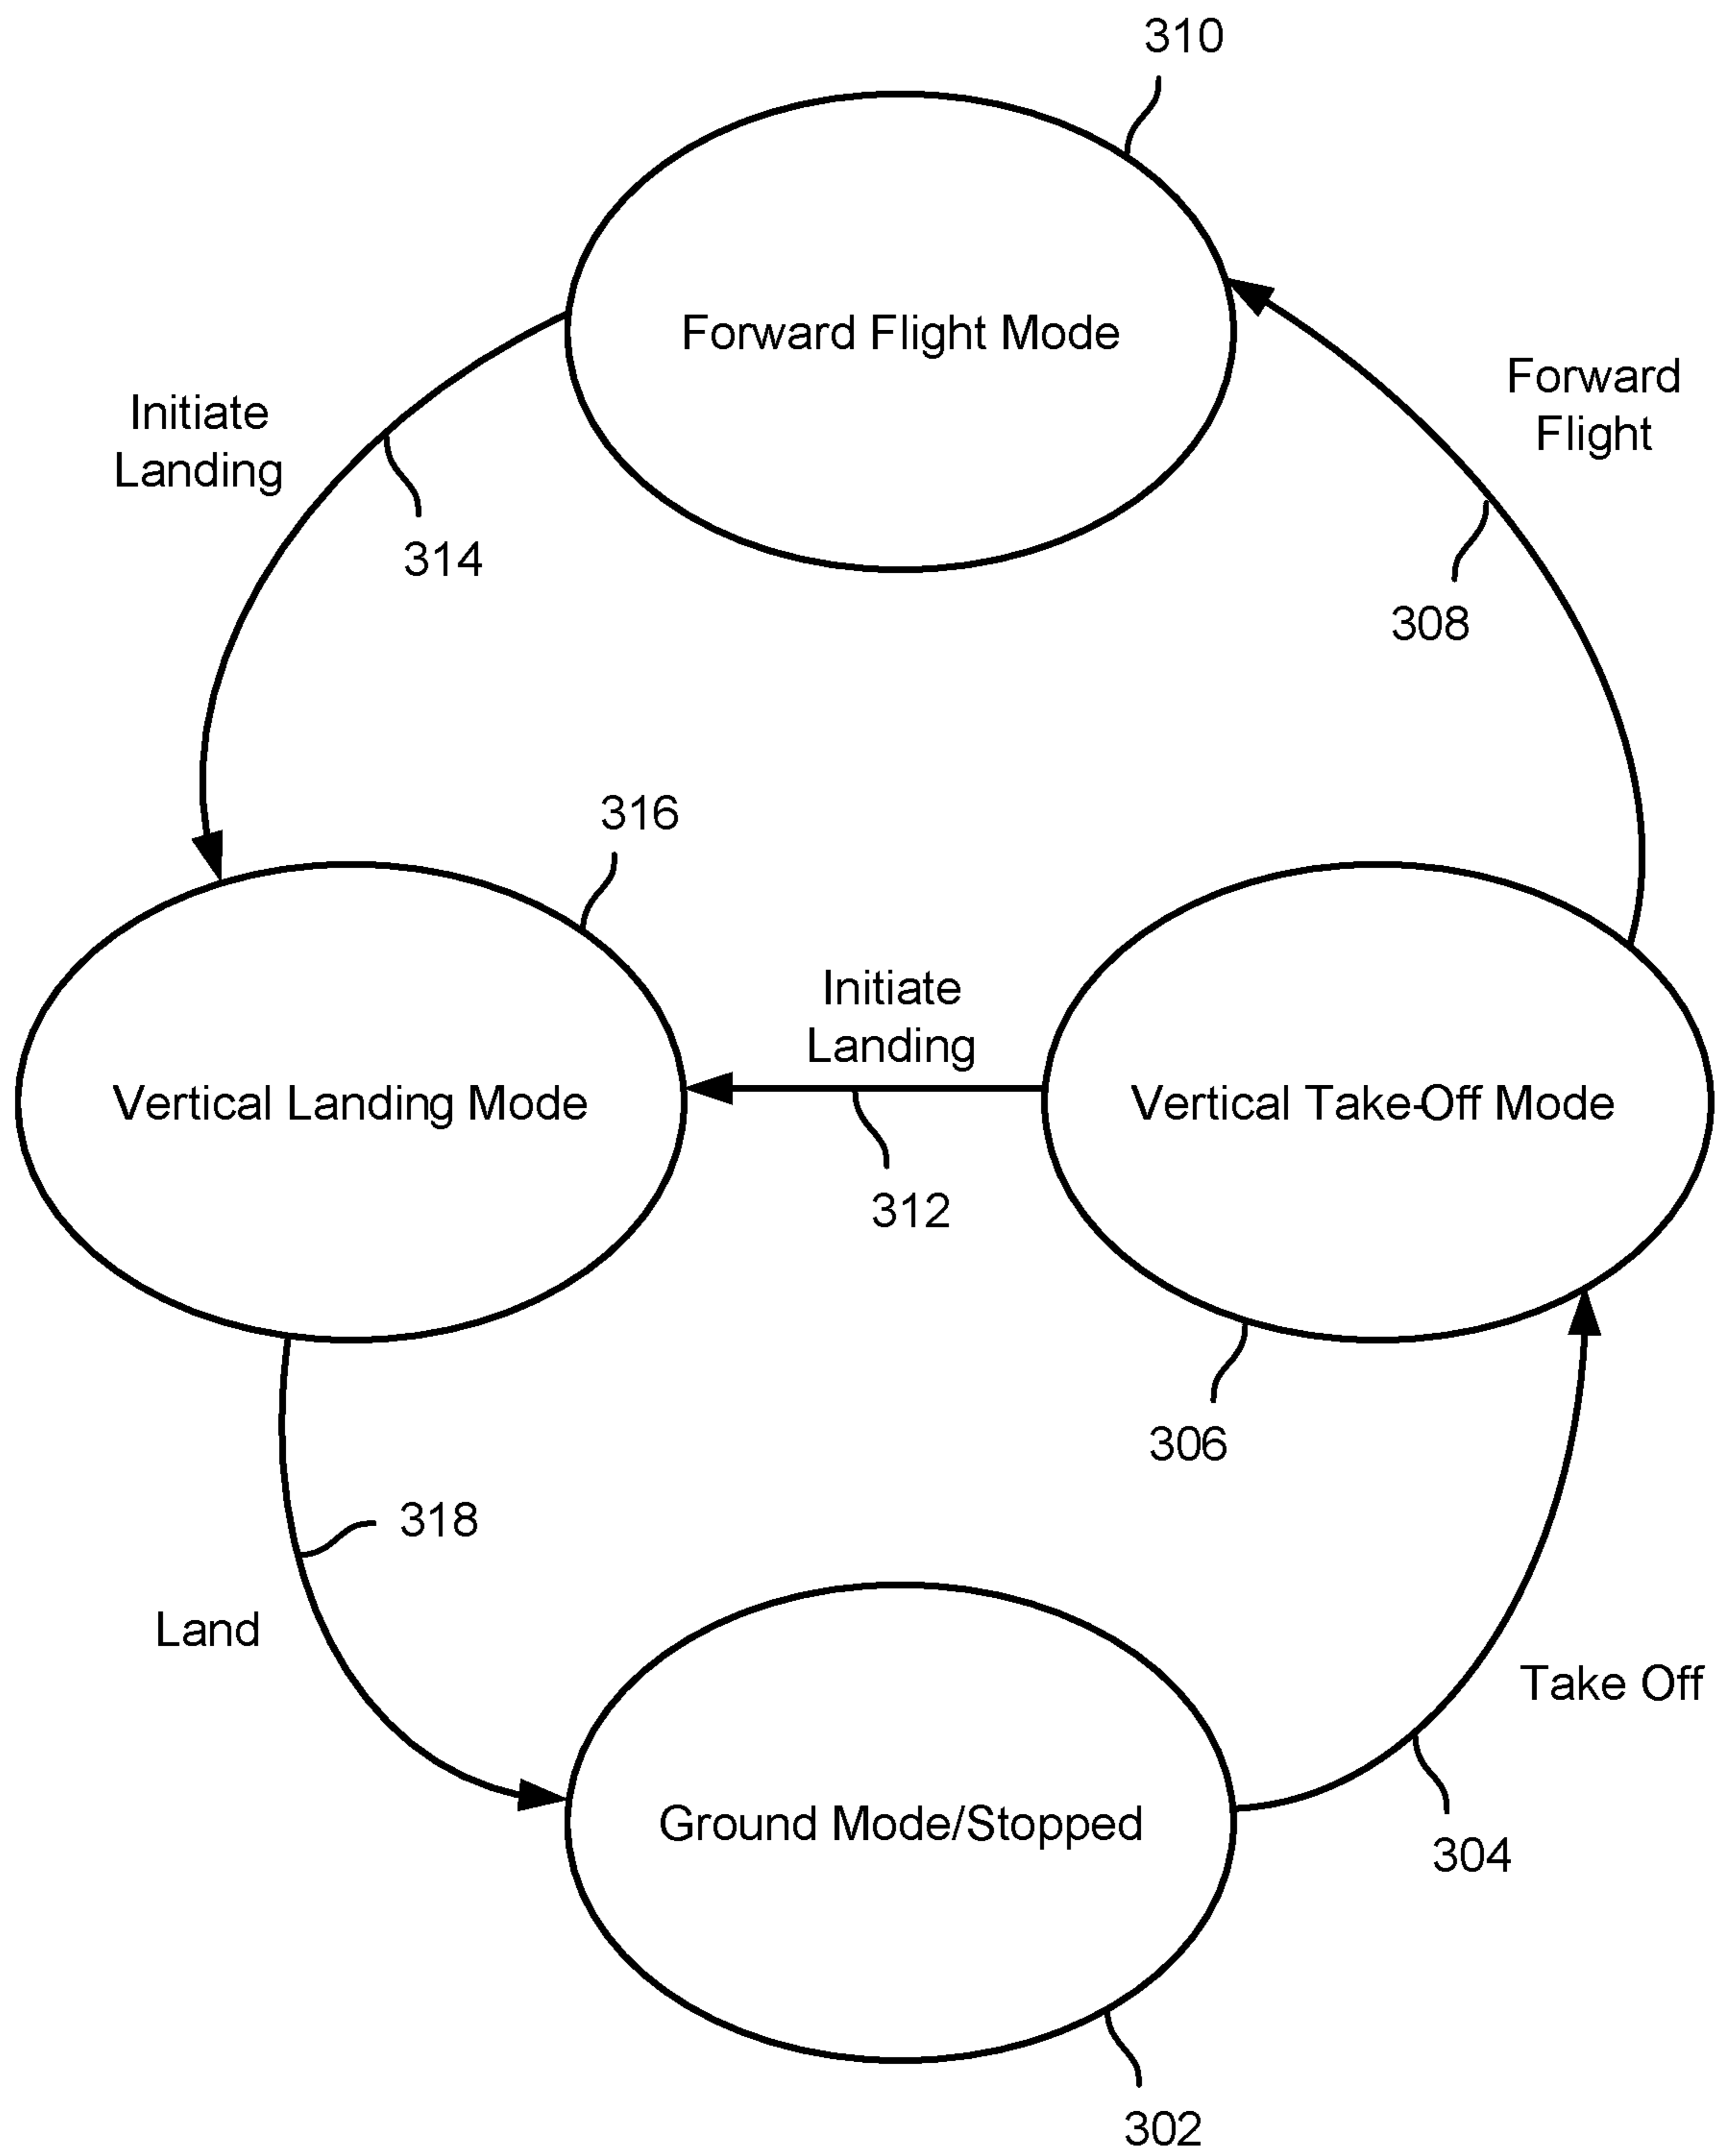 310
Forward Flight Mode
Forward
Flight
Initiate
Landing
314
308
316
Initiate
Landing
Vertical Landing Mode
Vertical Take-Off Mode
312
306
318
Land
Take Off
Ground Mode/Stopped
304
302